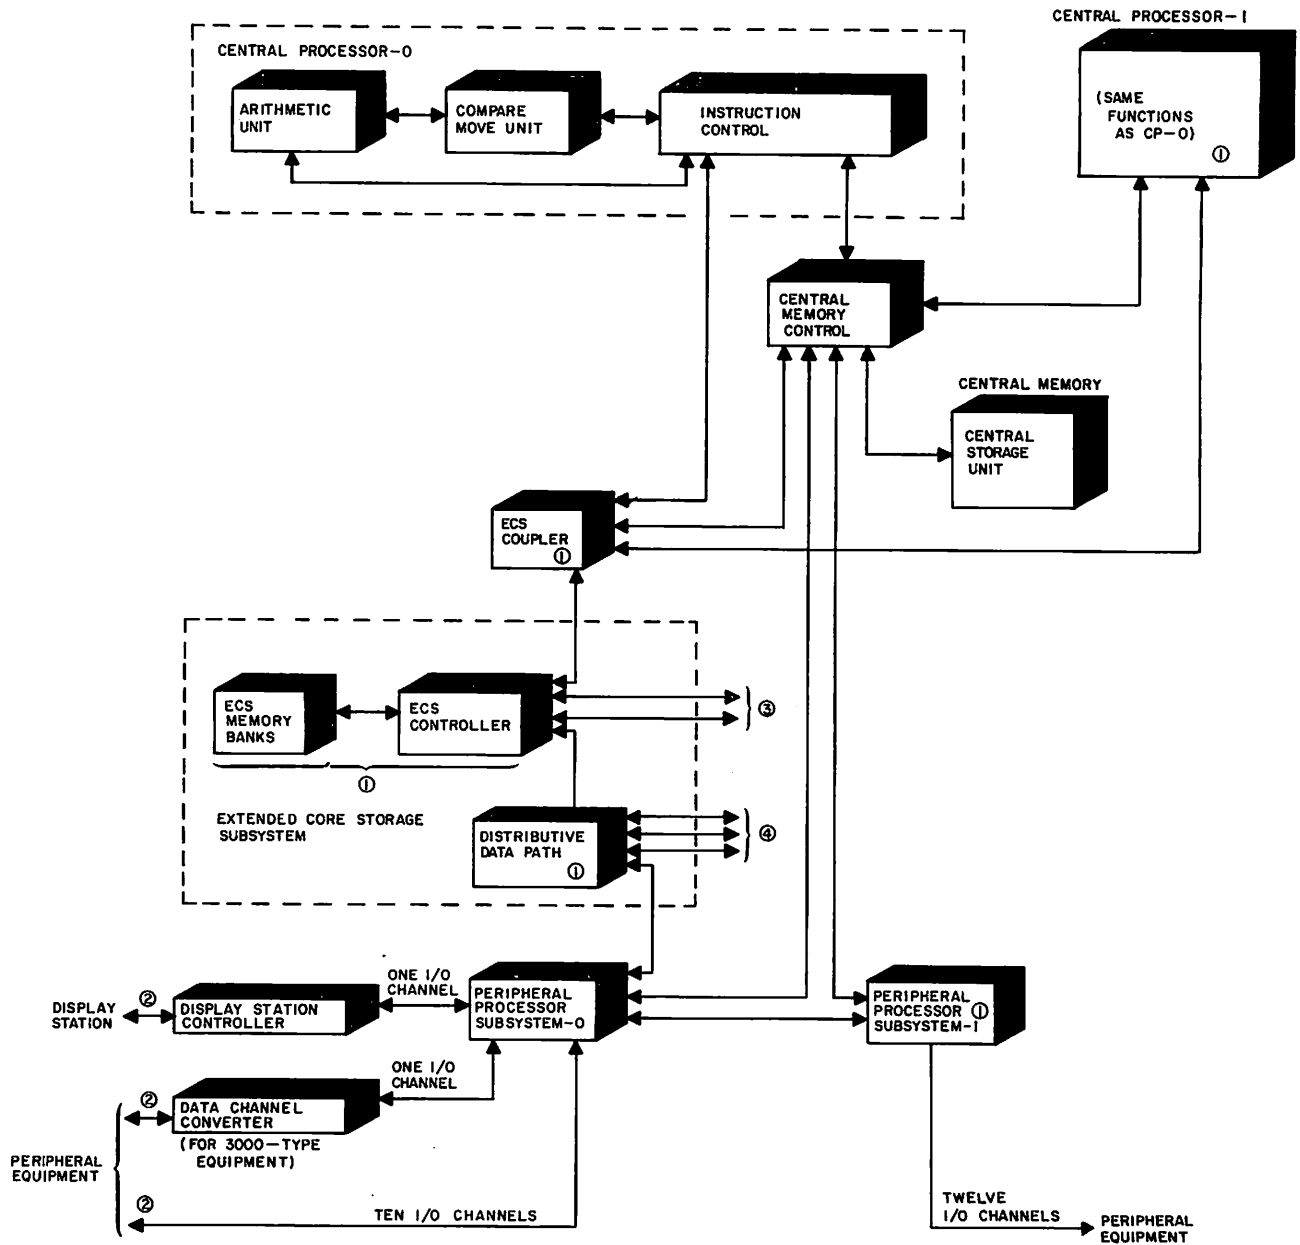 CENTRAL PROCESSOR-1
CENTRAL PROCESSOR-0
ARITHMETIC
UNIT
COMPARE
MOVE UNIT
INSTRUCTION
CONTROL
(SAME
FUNCTIONS
AS CP-0)
①
CENTRAL
MEMORY
CONTROL
CENTRAL MEMORY
CENTRAL
STORAGE
UNIT
ECS
COUPLER
①
ECS
MEMORY
BANKS
ECS
CONTROLLER
③
①
EXTENDED CORE STORAGE
SUBSYSTEM
DISTRIBUTIVE
DATA PATH
①
④
DISPLAY
STATION
②
DISPLAY STATION
CONTROLLER
ONE I/O
CHANNEL
PERIPHERAL
PROCESSOR
SUBSYSTEM-0
PERIPHERAL
PROCESSOR ①
SUBSYSTEM-1
ONE I/O
CHANNEL
②
DATA CHANNEL
CONVERTER
(FOR 3000-TYPE
EQUIPMENT)
PERIPHERAL
EQUIPMENT
②
TEN I/O CHANNELS
TWELVE
I/O CHANNELS
PERIPHERAL
EQUIPMENT